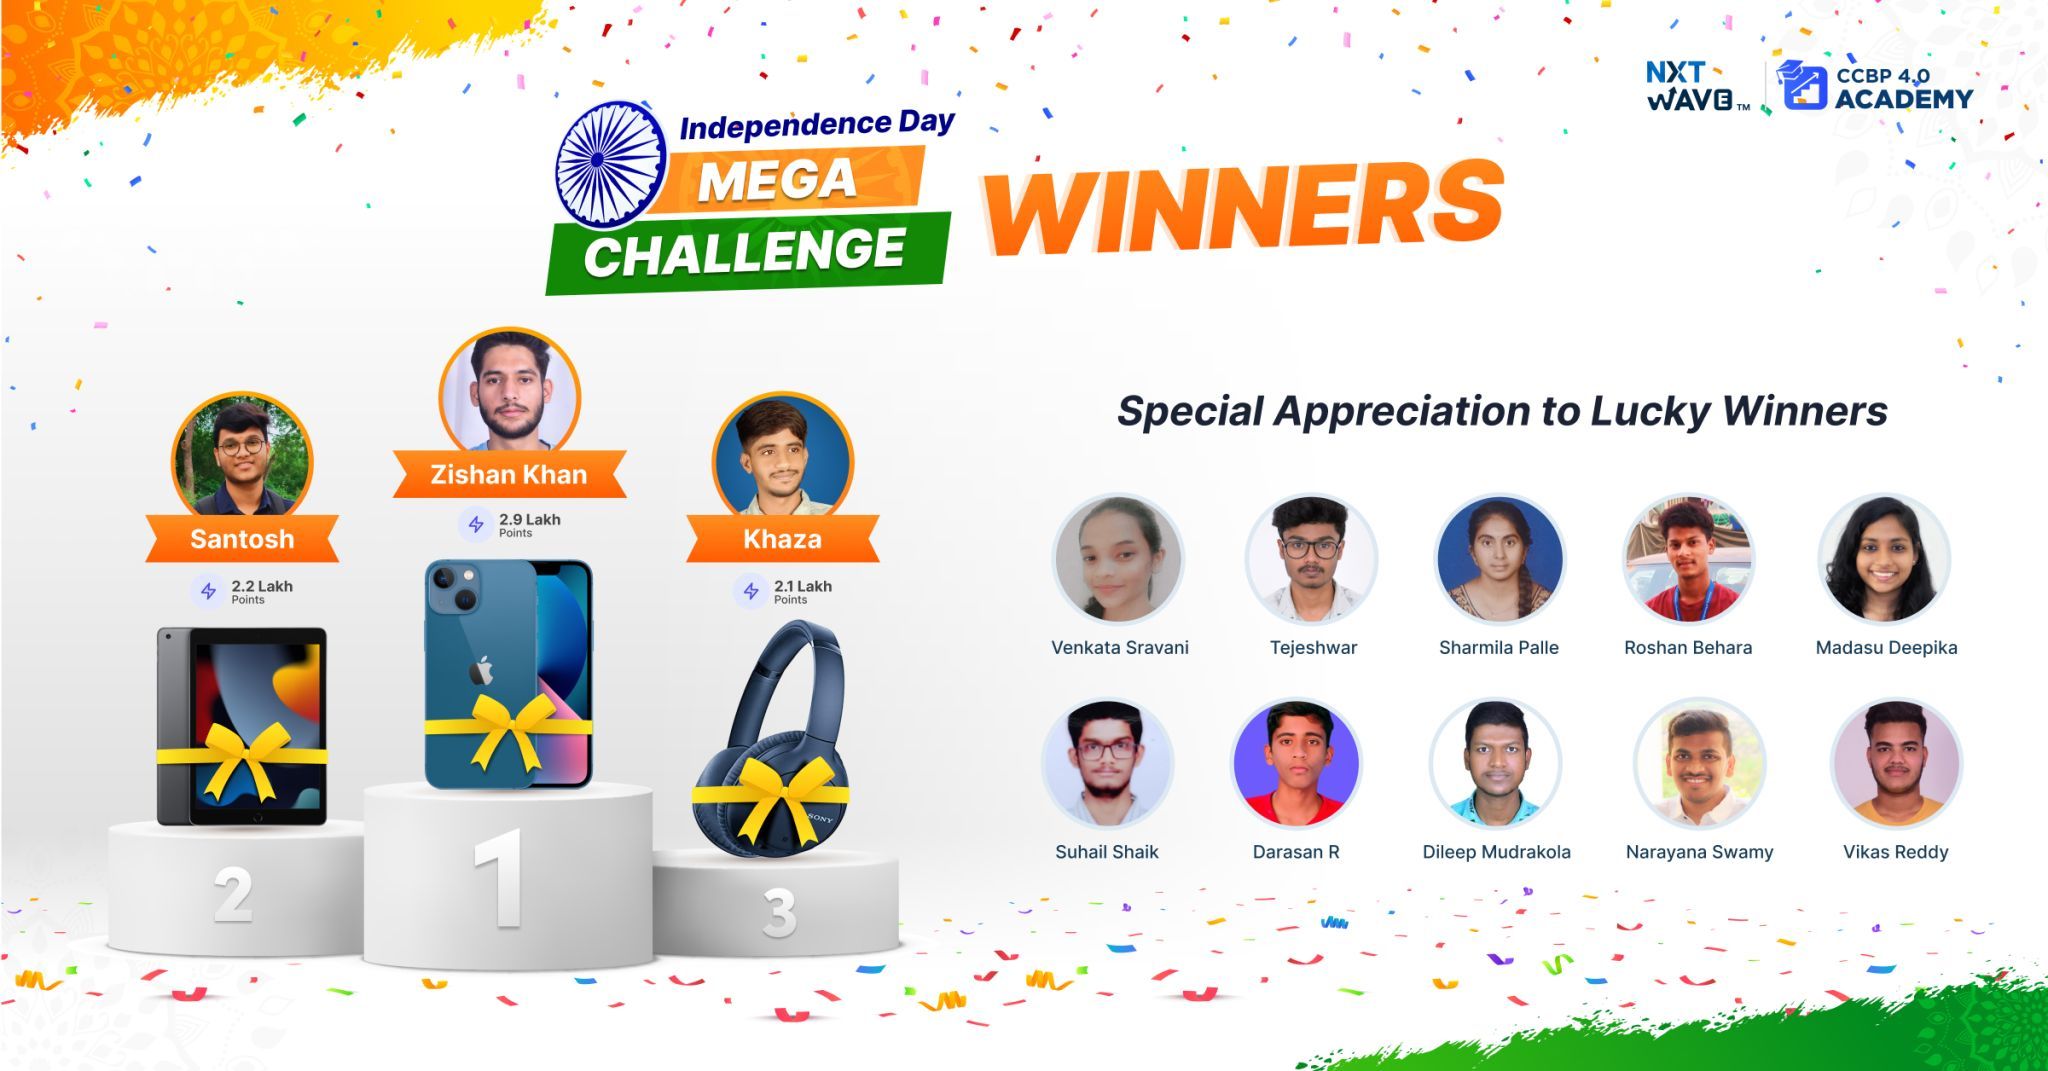 NXT
WAVE™
CCBP 4.0
ACADEMY
Independence Day
MEGA
CHALLENGE
WINNERS
Zishan Khan
2.9 Lakh
Points
Santosh
2.2 Lakh
Points
Khaza
2.1 Lakh
Points
SONY
1
2
3
Special Appreciation to Lucky Winners
Venkata Sravani
Tejeshwar
Sharmila Palle
Roshan Behara
Madasu Deepika
Suhail Shaik
Darasan R
Dileep Mudrakola
Narayana Swamy
Vikas Reddy